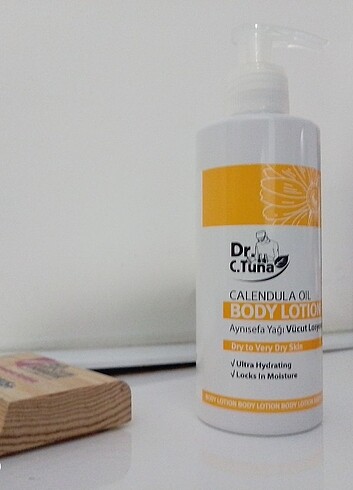 Dr.
C.Tuna
CALENDULA OIL
BODY LOTION
Aynısefa Yağı Vücut
Dry to Very Dry Skin
√ Ultra Hydrating
√ Locks In Moisture
BODY LOTION BODY LOTION BODY LOTION